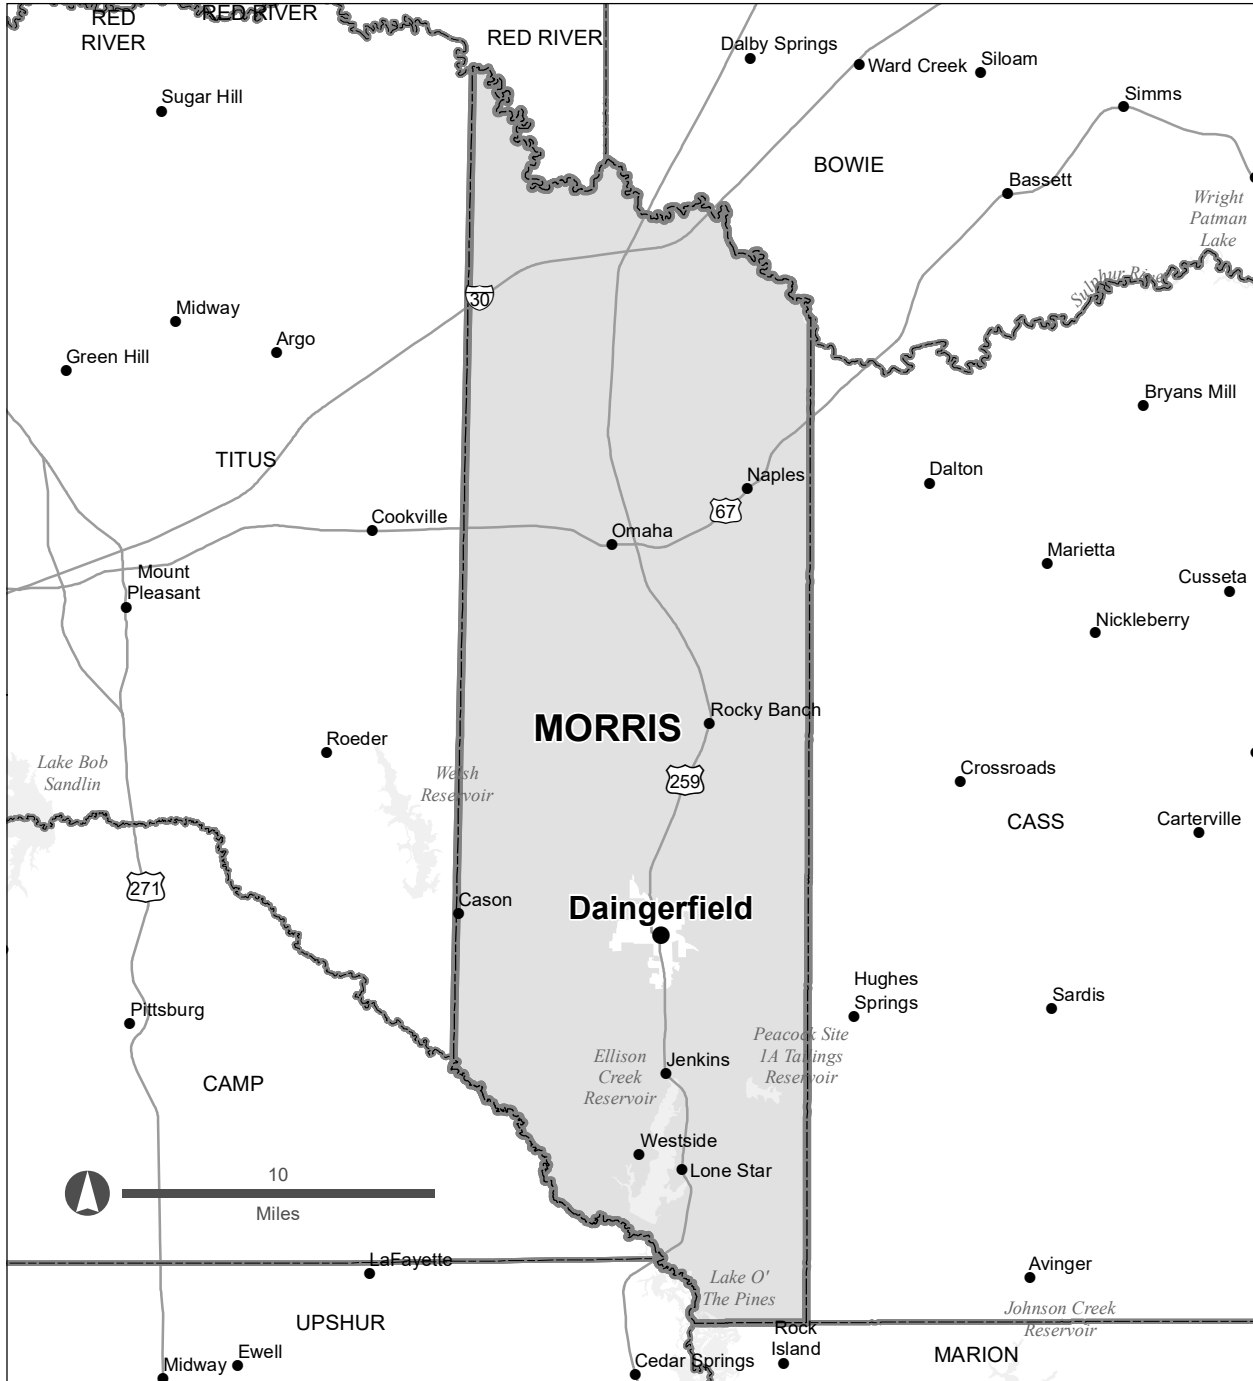 RED RIVER
RED
RIVER
RED RIVER
Dalby Springs
Ward Creek
Siloam
Sugar Hill
Simms
BOWIE
Bassett
Wright
Patman
Lake
Sulphur River
30
Midway
Argo
Green Hill
Bryans Mill
TITUS
Naples
Dalton
67
Cookville
Omaha
Marietta
Mount
Pleasant
Cusseta
Nickleberry
Rocky Banch
MORRIS
Roeder
Lake Bob
Sandlin
Welsh
Reservoir
259
Crossroads
CASS
Carterville
271
Cason
Daingerfield
Hughes
Springs
Sardis
Pittsburg
Peacock Site
1A Tailings
Reservoir
Ellison
Creek
Reservoir
Jenkins
CAMP
Westside
Lone Star
10
Miles
LaFayette
Avinger
Lake O'
The Pines
Johnson Creek
Reservoir
UPSHUR
Rock
Island
MARION
Ewell
Midway
Cedar Springs